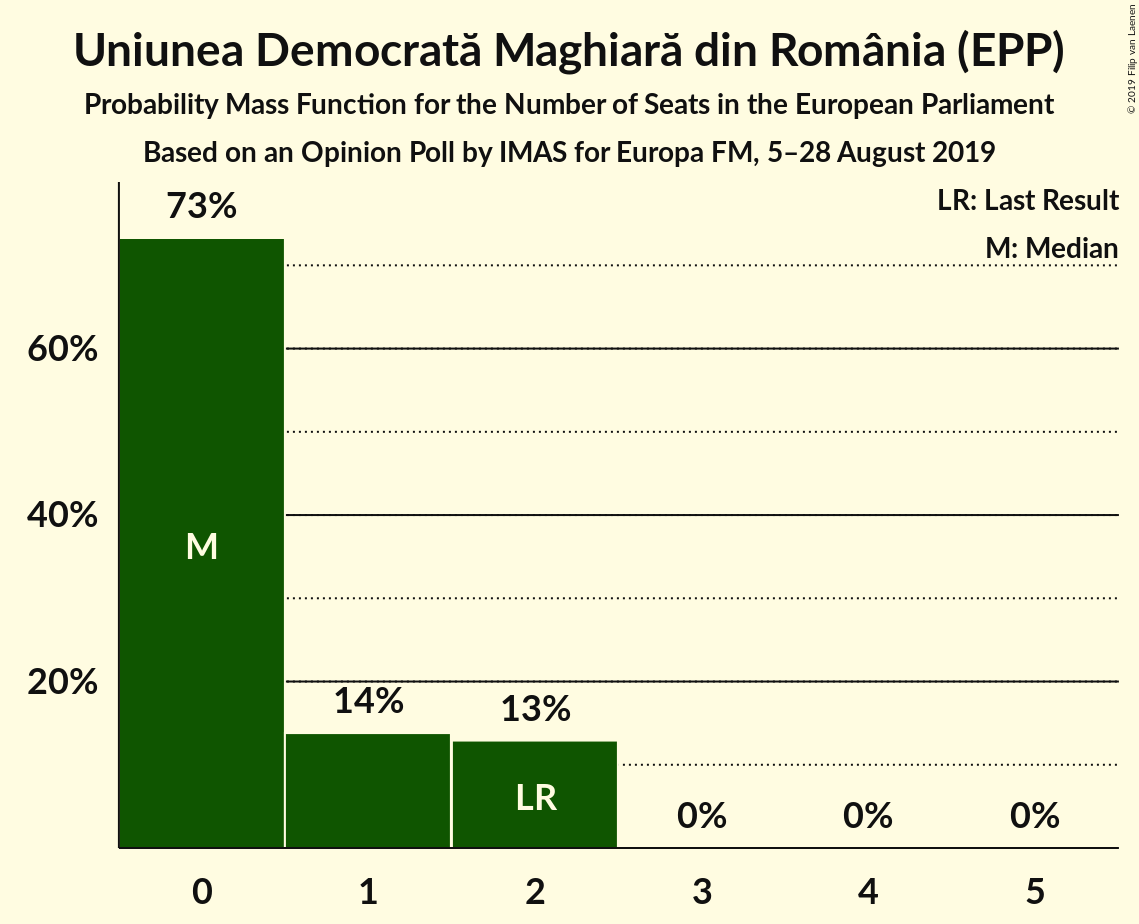 Uniunea Democrată Maghiară din România (EPP)
Probability Mass Function for the Number of Seats in the European Parliament
Based on an Opinion Poll by IMAS for Europa FM, 5–28 August 2019
© 2019 Filip van Laenen
LR: Last Result
M: Median
73%
60%
40%
M
20%
14%
13%
LR
0% 0% 0%
0 1 2 3 4 5